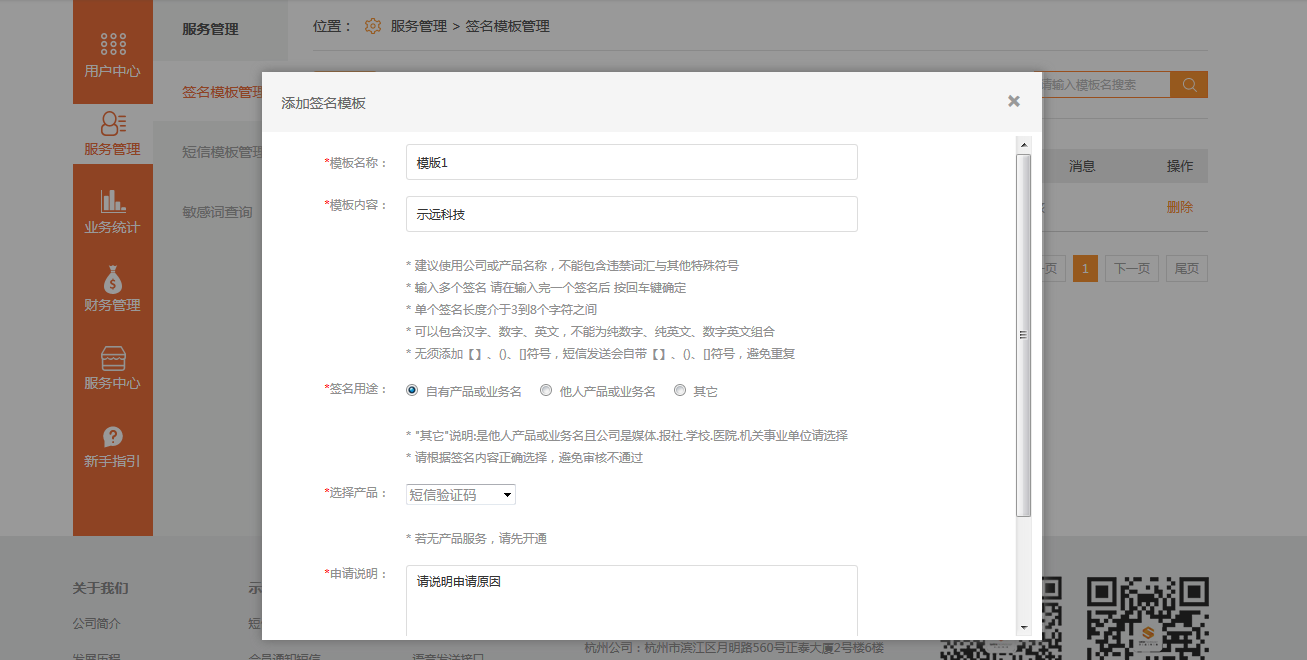 服务管理
位置： 服务管理 > 签名模板管理
用户中心
签名模板管理
请输入模板名搜索
添加签名模板
服务管理
短信模板管理
*模板名称： 模版1
消息 操作
敏感词查询
*模板内容： 示远科技
删除
业务统计
* 建议使用公司或产品名称，不能包含违禁词汇与其他特殊符号
页 1 下一页 尾页
* 输入多个签名 请在输入完一个签名后 按回车键确定
财务管理
* 单个签名长度介于3到8个字符之间
* 可以包含汉字、数字、英文，不能为纯数字、纯英文、数字英文组合
* 无须添加【】、()、[]符号，短信发送会自带【】、()、[]符号，避免重复
服务中心
*签名用途： 自有产品或业务名 他人产品或业务名 其它
* "其它"说明:是他人产品或业务名且公司是媒体.报社.学校.医院.机关事业单位请选择
* 请根据签名内容正确选择，避免审核不通过
新手指引
*选择产品： 短信验证码
* 若无产品服务，请先开通
*申请说明： 请说明申请原因
关于我们 示
公司简介 短
发展历程 会员通知短信 语音发送接口 杭州公司：杭州市滨江区月明路560号正泰大厦2号楼6楼